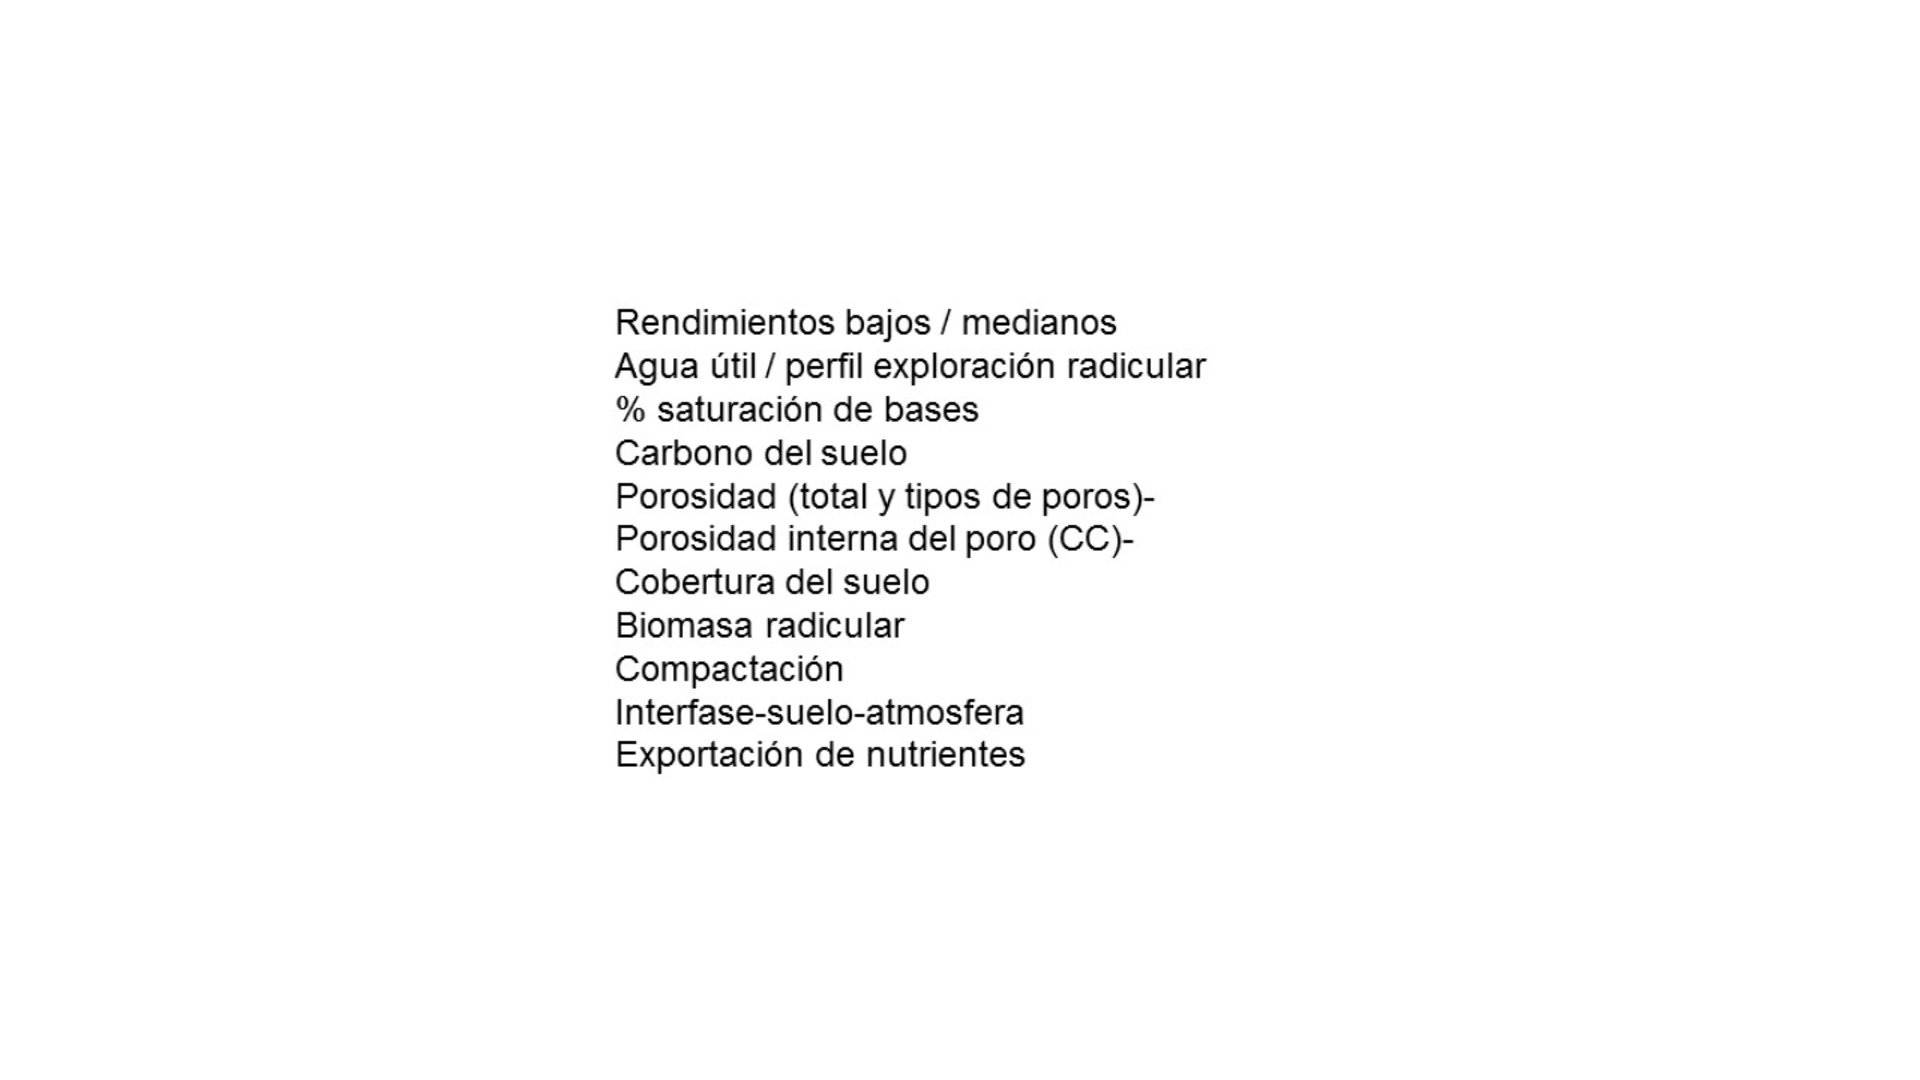 Rendimientos bajos / medianos
Agua útil / perfil exploración radicular
% saturación de bases
Carbono del suelo
Porosidad (total y tipos de poros)-
Porosidad interna del poro (CC)-
Cobertura del suelo
Biomasa radicular
Compactación
Interfase-suelo-atmosfera
Exportación de nutrientes